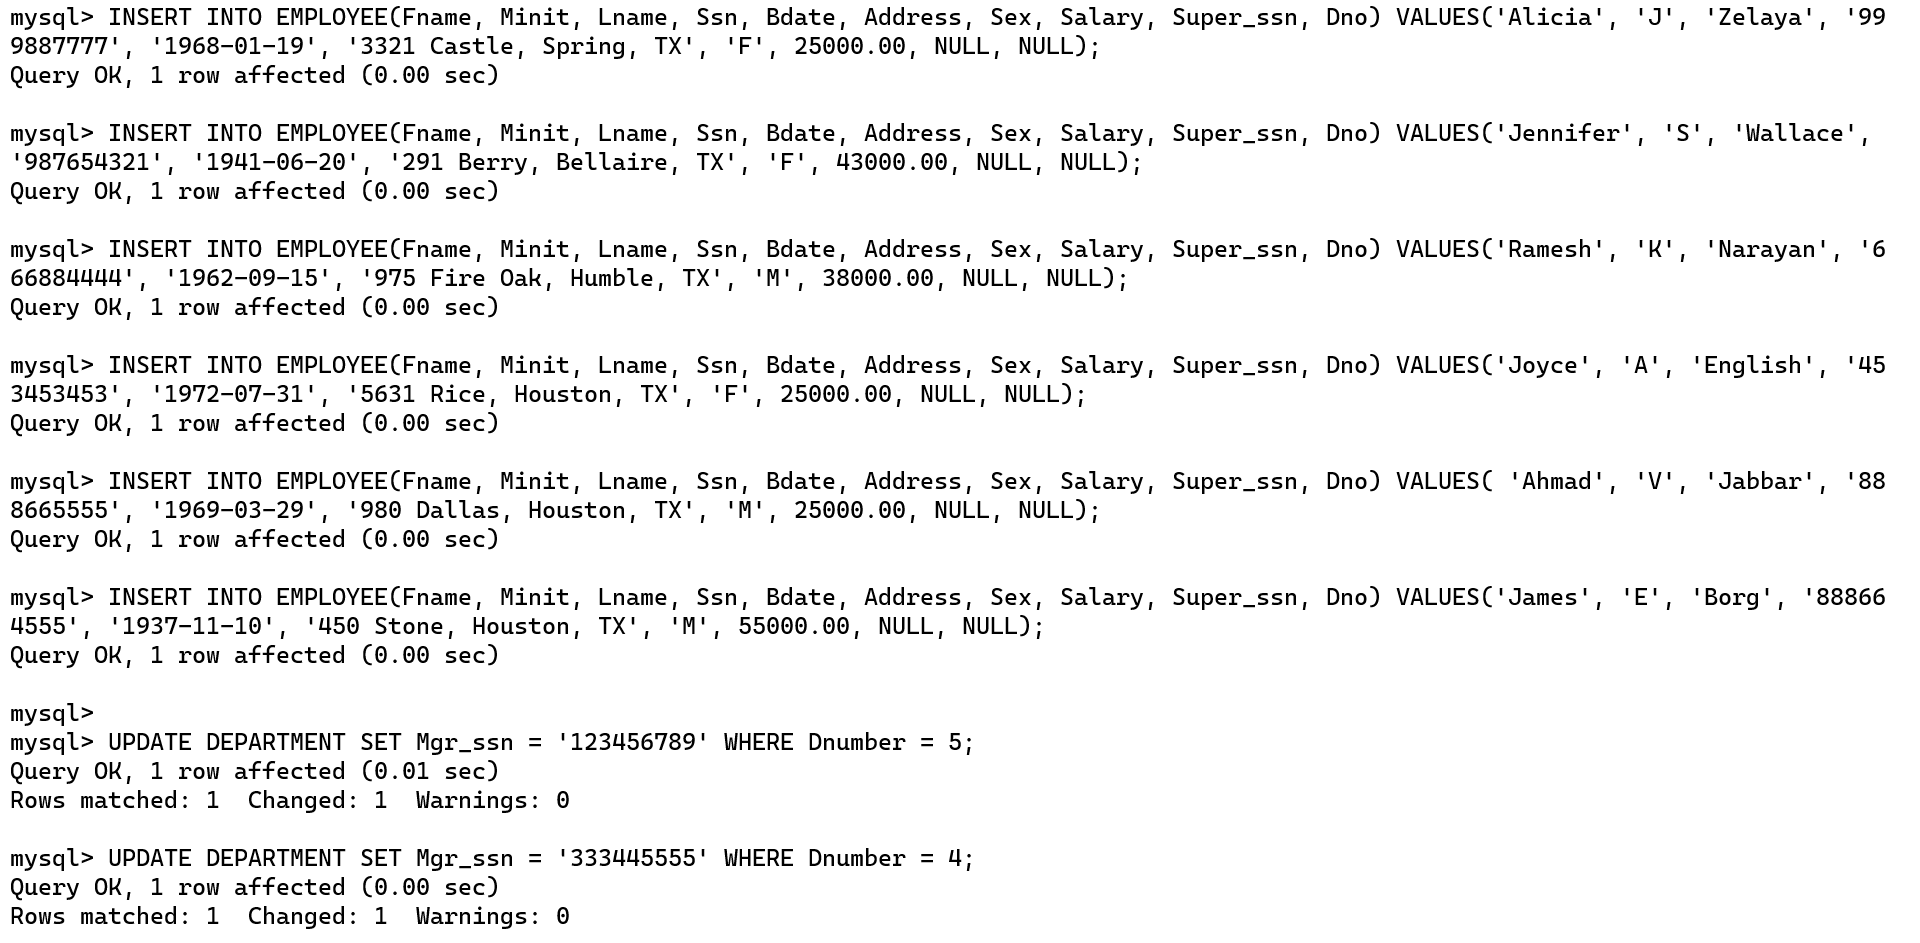 mysql> INSERT INTO EMPLOYEE(Fname, Minit, Lname, Ssn, Bdate, Address, Sex, Salary, Super_ssn, Dno) VALUES('Alicia', 'J', 'Zelaya', '99
9887777', '1968-01-19', '3321 Castle, Spring, TX', 'F', 25000.00, NULL, NULL);
Query OK, 1 row affected (0.00 sec)

mysql> INSERT INTO EMPLOYEE(Fname, Minit, Lname, Ssn, Bdate, Address, Sex, Salary, Super_ssn, Dno) VALUES('Jennifer', 'S', 'Wallace',
'987654321', '1941-06-20', '291 Berry, Bellaire, TX', 'F', 43000.00, NULL, NULL);
Query OK, 1 row affected (0.00 sec)

mysql> INSERT INTO EMPLOYEE(Fname, Minit, Lname, Ssn, Bdate, Address, Sex, Salary, Super_ssn, Dno) VALUES('Ramesh', 'K', 'Narayan', '6
66884444', '1962-09-15', '975 Fire Oak, Humble, TX', 'M', 38000.00, NULL, NULL);
Query OK, 1 row affected (0.00 sec)

mysql> INSERT INTO EMPLOYEE(Fname, Minit, Lname, Ssn, Bdate, Address, Sex, Salary, Super_ssn, Dno) VALUES('Joyce', 'A', 'English', '45
3453453', '1972-07-31', '5631 Rice, Houston, TX', 'F', 25000.00, NULL, NULL);
Query OK, 1 row affected (0.00 sec)

mysql> INSERT INTO EMPLOYEE(Fname, Minit, Lname, Ssn, Bdate, Address, Sex, Salary, Super_ssn, Dno) VALUES( 'Ahmad', 'V', 'Jabbar', '88
8665555', '1969-03-29', '980 Dallas, Houston, TX', 'M', 25000.00, NULL, NULL);
Query OK, 1 row affected (0.00 sec)

mysql> INSERT INTO EMPLOYEE(Fname, Minit, Lname, Ssn, Bdate, Address, Sex, Salary, Super_ssn, Dno) VALUES('James', 'E', 'Borg', '88866
4555', '1937-11-10', '450 Stone, Houston, TX', 'M', 55000.00, NULL, NULL);
Query OK, 1 row affected (0.00 sec)

mysql>
mysql> UPDATE DEPARTMENT SET Mgr_ssn = '123456789' WHERE Dnumber = 5;
Query OK, 1 row affected (0.01 sec)
Rows matched: 1  Changed: 1  Warnings: 0

mysql> UPDATE DEPARTMENT SET Mgr_ssn = '333445555' WHERE Dnumber = 4;
Query OK, 1 row affected (0.00 sec)
Rows matched: 1  Changed: 1  Warnings: 0